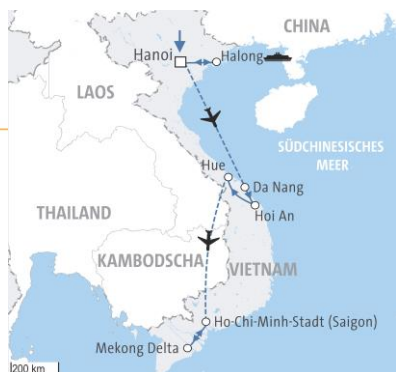 CHINA
Hanoi
Halong
LAOS
SÜDCHINESISCHES
MEER
Hue
Da Nang
Hoi An
THAILAND
KAMBODSCHA
VIETNAM
Ho-Chi-Minh-Stadt (Saigon)
Mekong Delta
200 km